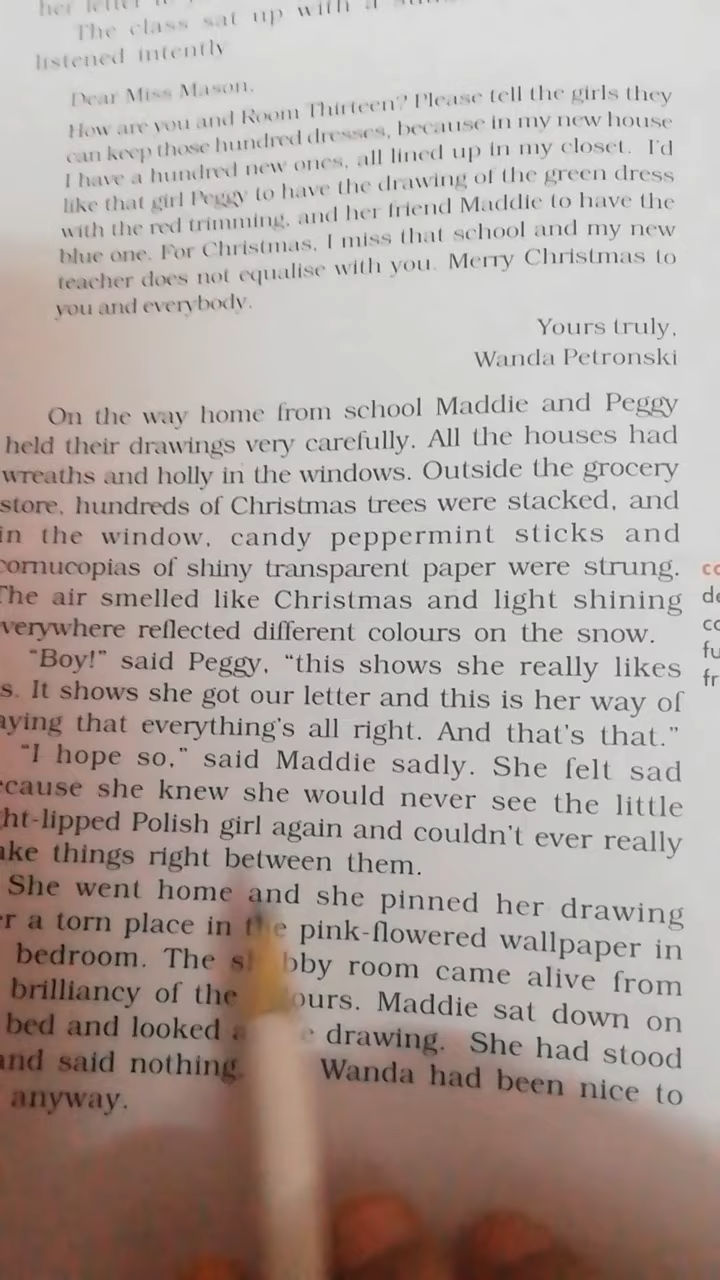 her letter
The class sat up with a
listened intently
Dear Miss Mason,
How are you and Room Thirteen? Please tell the girls they
can keep those hundred dresses, because in my new house
I have a hundred new ones, all lined up in my closet. I'd
like that girl Peggy to have the drawing of the green dress
with the red trimming, and her friend Maddie to have the
blue one. For Christmas, I miss that school and my new
teacher does not equalise with you. Merry Christmas to
you and everybody.
Yours truly,
Wanda Petronski
On the way home from school Maddie and Peggy
held their drawings very carefully. All the houses had
wreaths and holly in the windows. Outside the grocery
store, hundreds of Christmas trees were stacked, and
in the window, candy peppermint sticks and
cornucopias of shiny transparent paper were strung.
The air smelled like Christmas and light shining
verywhere reflected different colours on the snow.
"Boy!" said Peggy, "this shows she really likes
s. It shows she got our letter and this is her way of
aying that everything's all right. And that's that."
"I hope so," said Maddie sadly. She felt sad
cause she knew she would never see the little
ht-lipped Polish girl again and couldn't ever really
ake things right between them.
She went home and she pinned her drawing
r a torn place in the pink-flowered wallpaper in
bedroom. The bby room came alive from
brilliancy of the ours. Maddie sat down on
bed and looked drawing. She had stood
and said nothing. Wanda had been nice to
anyway.
co
de
co
fu
fr